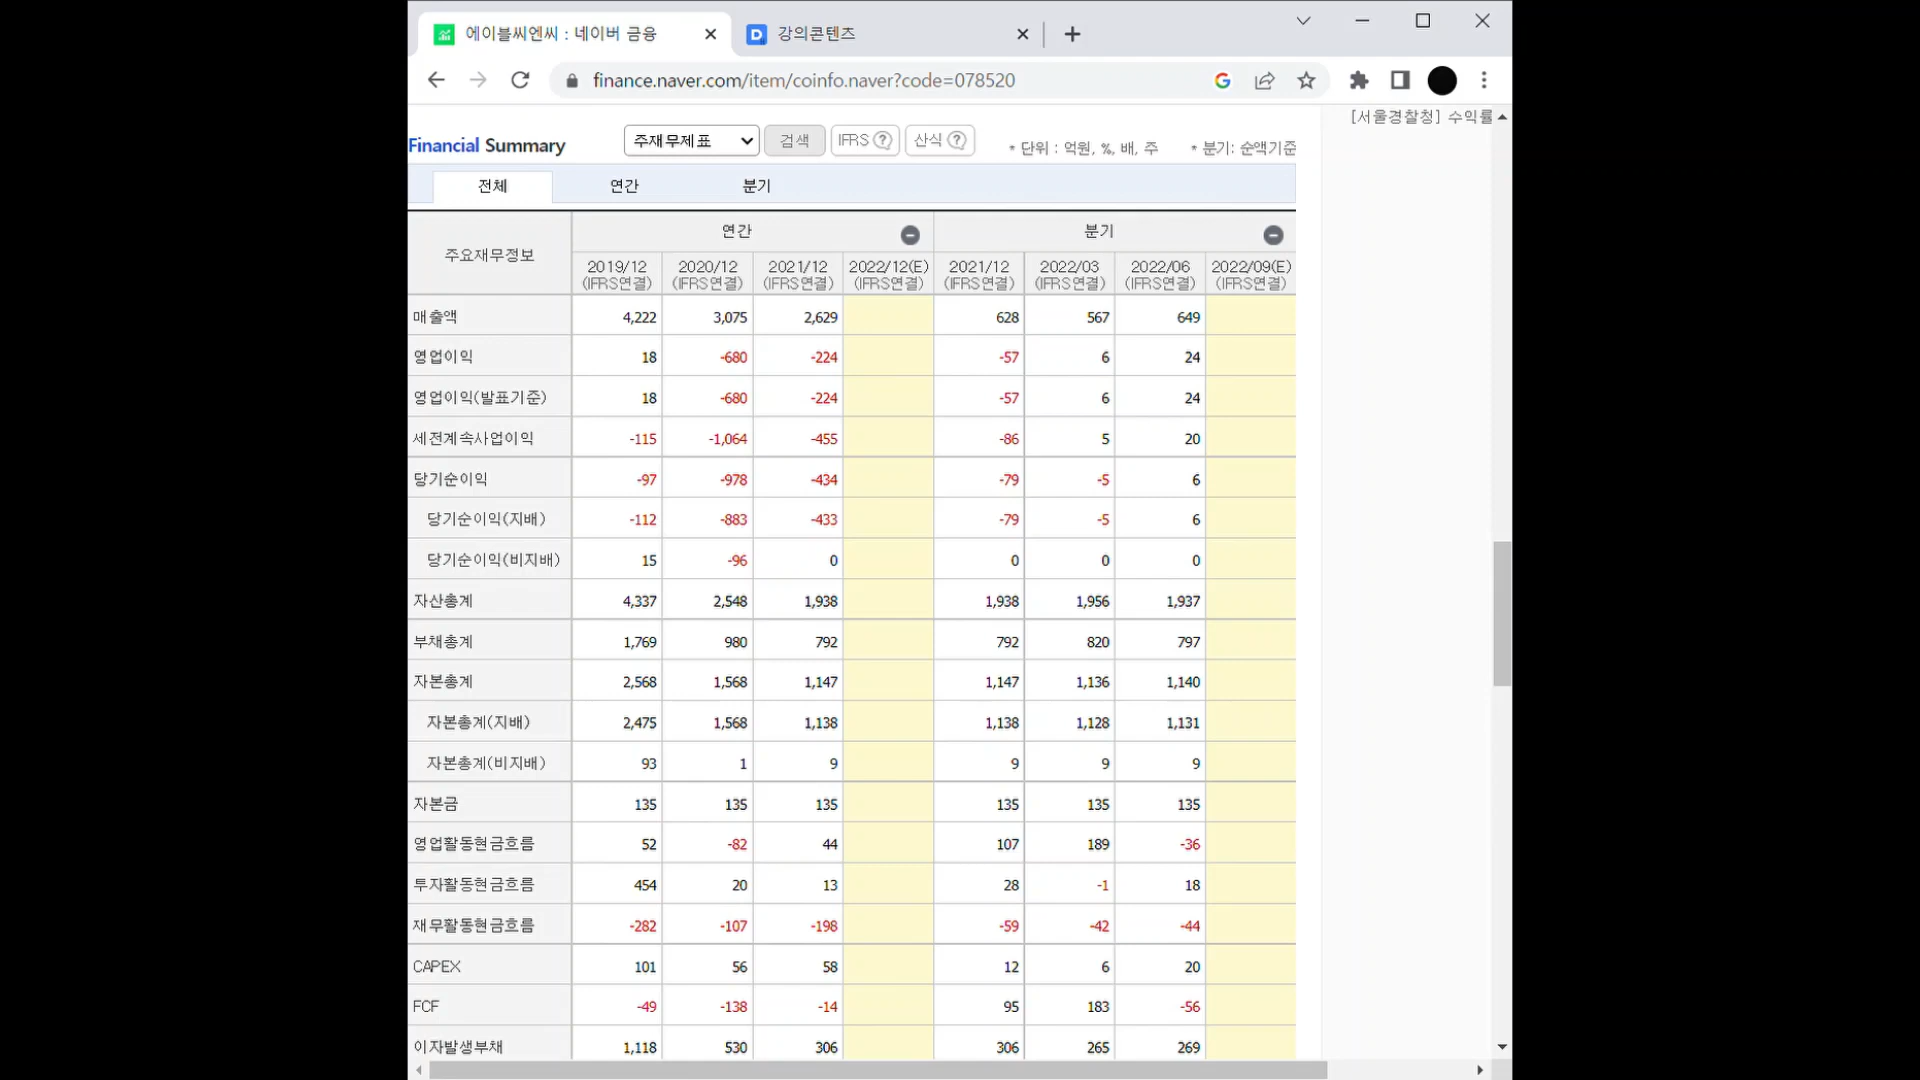 에이블씨엔씨 : 네이버 금융
강의콘텐츠
finance.naver.com/item/coinfo.naver?code=078520
[서울경찰청] 수익률
Financial Summary 주재무제표 검색 IFRS ? 산식 ? * 단위 : 억원, %, 배, 주 * 분기: 순액기준
전체 연간 분기
주요재무정보 연간 분기
2019/12 2020/12 2021/12 2022/12(E) 2021/12 2022/03 2022/06 2022/09(E)
(IFRS연결) (IFRS연결) (IFRS연결) (IFRS연결) (IFRS연결) (IFRS연결) (IFRS연결) (IFRS연결)
매출액 4,222 3,075 2,629 628 567 649
영업이익 18 -680 -224 -57 6 24
영업이익(발표기준) 18 -680 -224 -57 6 24
세전계속사업이익 -115 -1,064 -455 -86 5 20
당기순이익 -97 -978 -434 -79 -5 6
당기순이익(지배) -112 -883 -433 -79 -5 6
당기순이익(비지배) 15 -96 0 0 0 0
자산총계 4,337 2,548 1,938 1,938 1,956 1,937
부채총계 1,769 980 792 792 820 797
자본총계 2,568 1,568 1,147 1,147 1,136 1,140
자본총계(지배) 2,475 1,568 1,138 1,138 1,128 1,131
자본총계(비지배) 93 1 9 9 9 9
자본금 135 135 135 135 135 135
영업활동현금흐름 52 -82 44 107 189 -36
투자활동현금흐름 454 20 13 28 -1 18
재무활동현금흐름 -282 -107 -198 -59 -42 -44
CAPEX 101 56 58 12 6 20
FCF -49 -138 -14 95 183 -56
이자발생부채 1,118 530 306 306 265 269